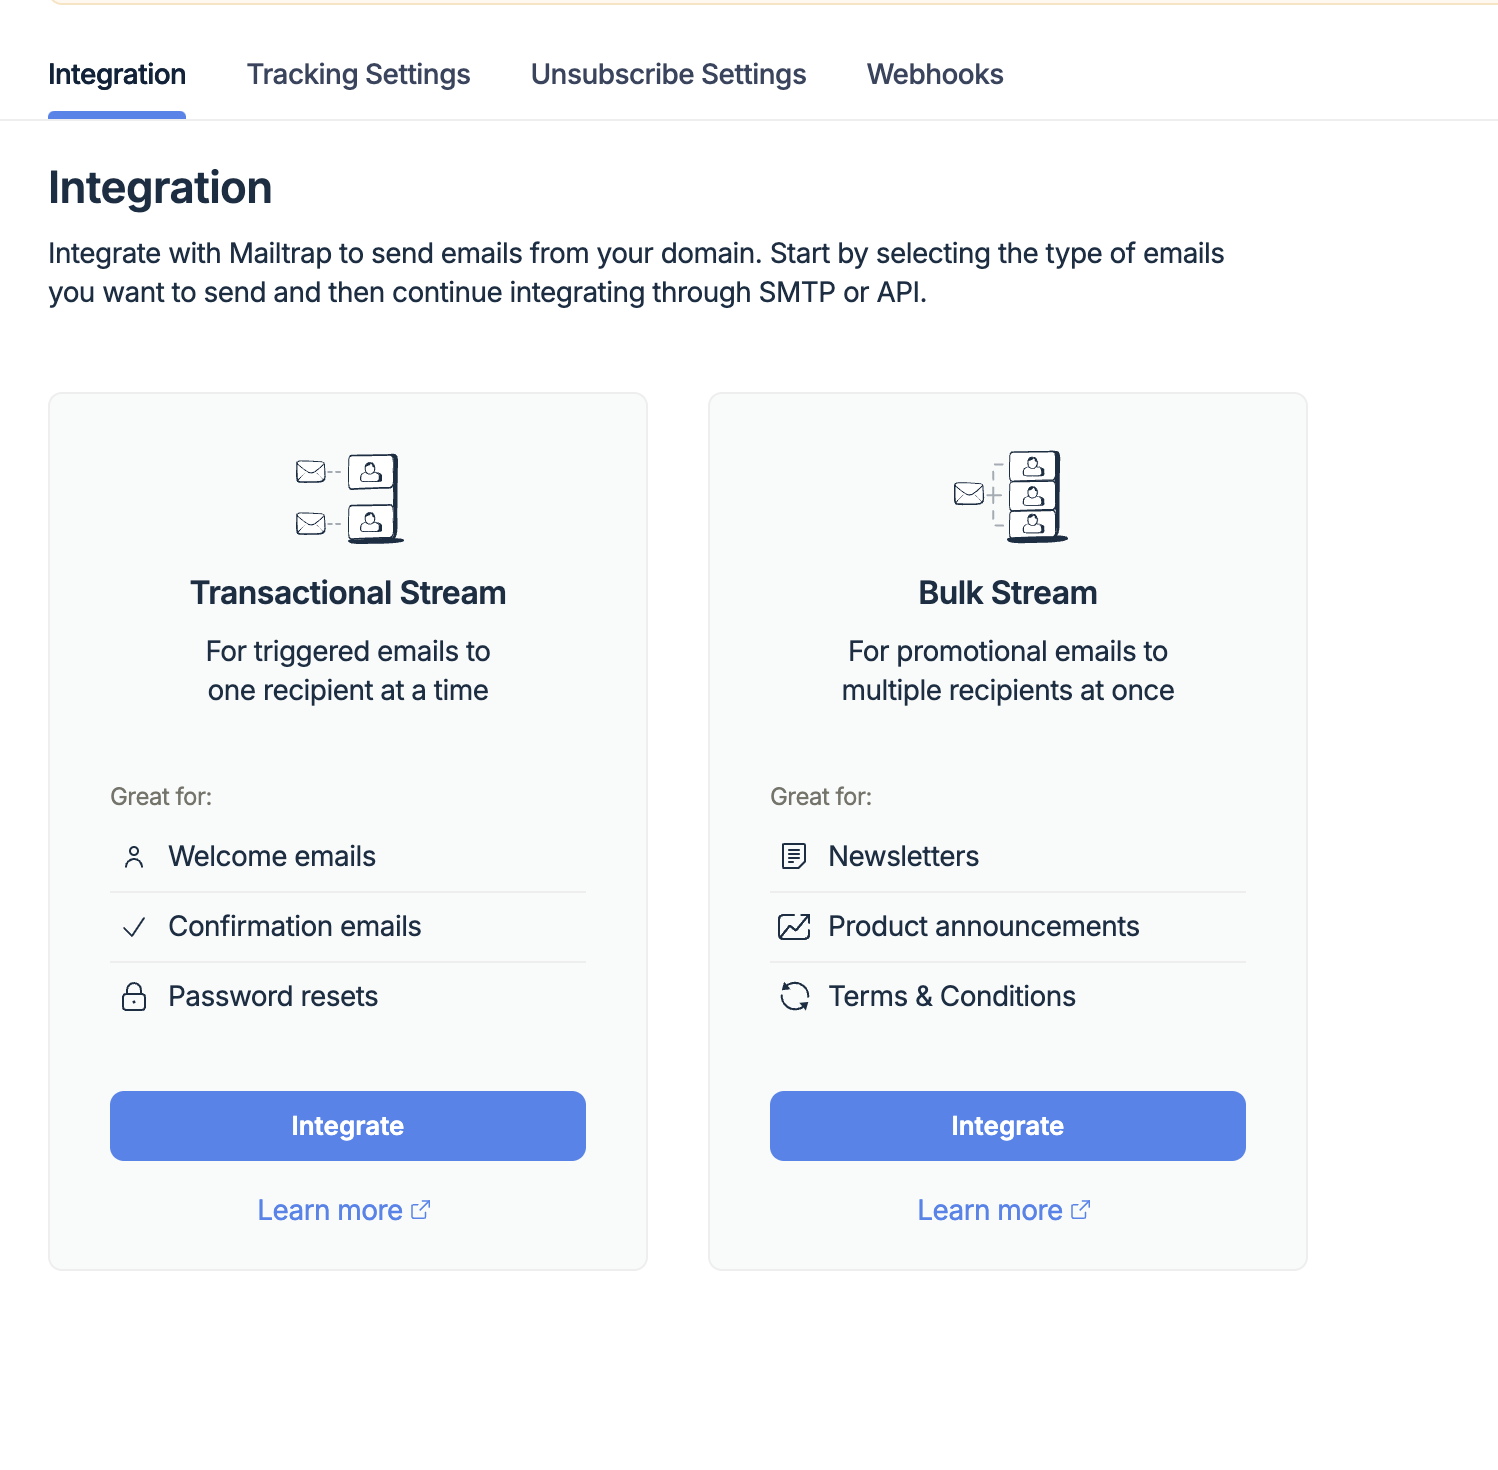 Integration
Tracking Settings
Unsubscribe Settings
Webhooks
Integration
Integrate with Mailtrap to send emails from your domain. Start by selecting the type of emails
you want to send and then continue integrating through SMTP or API.
Transactional Stream
For triggered emails to
one recipient at a time
Great for:
Welcome emails
Confirmation emails
Password resets
Integrate
Learn more
Bulk Stream
For promotional emails to
multiple recipients at once
Great for:
Newsletters
Product announcements
Terms & Conditions
Integrate
Learn more